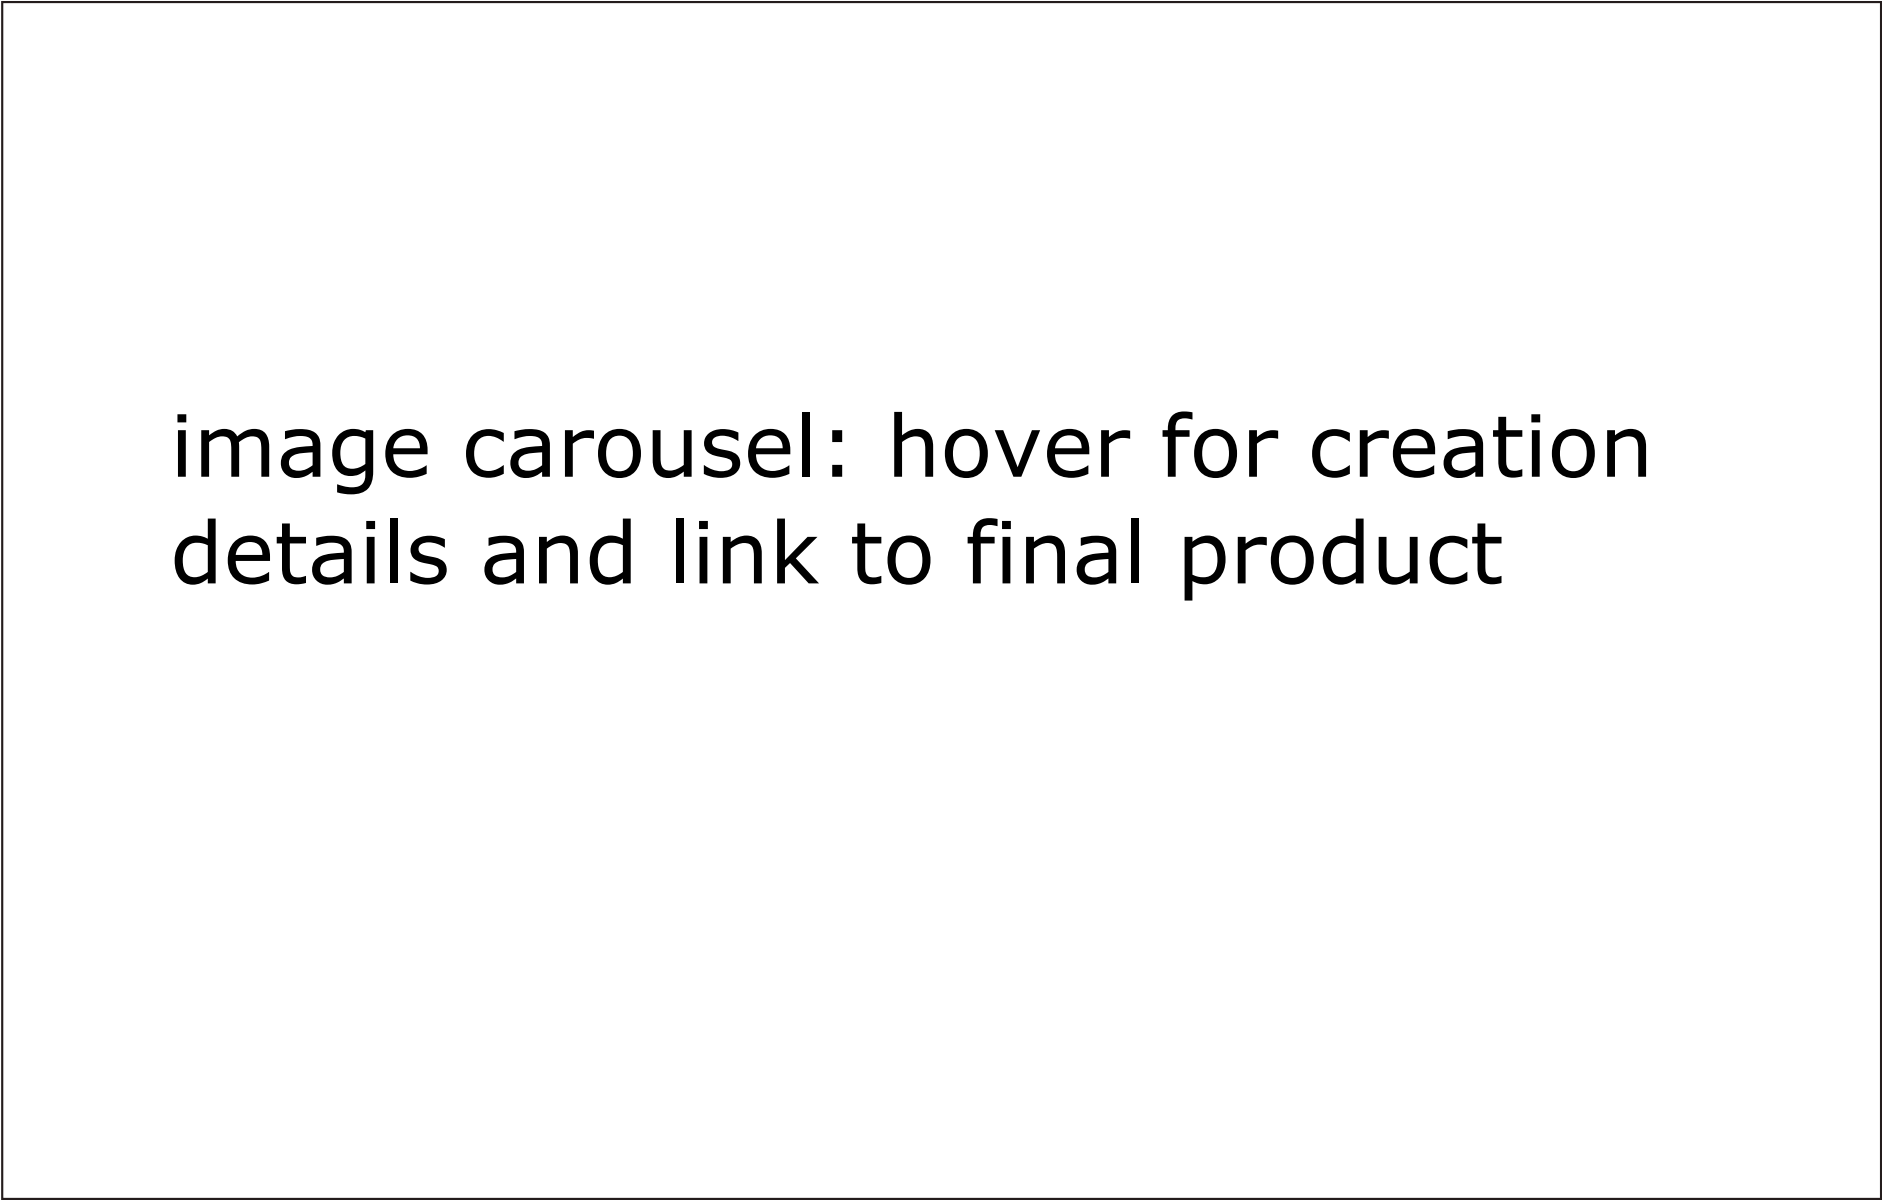 image carousel: hover for creation
details and link to final product